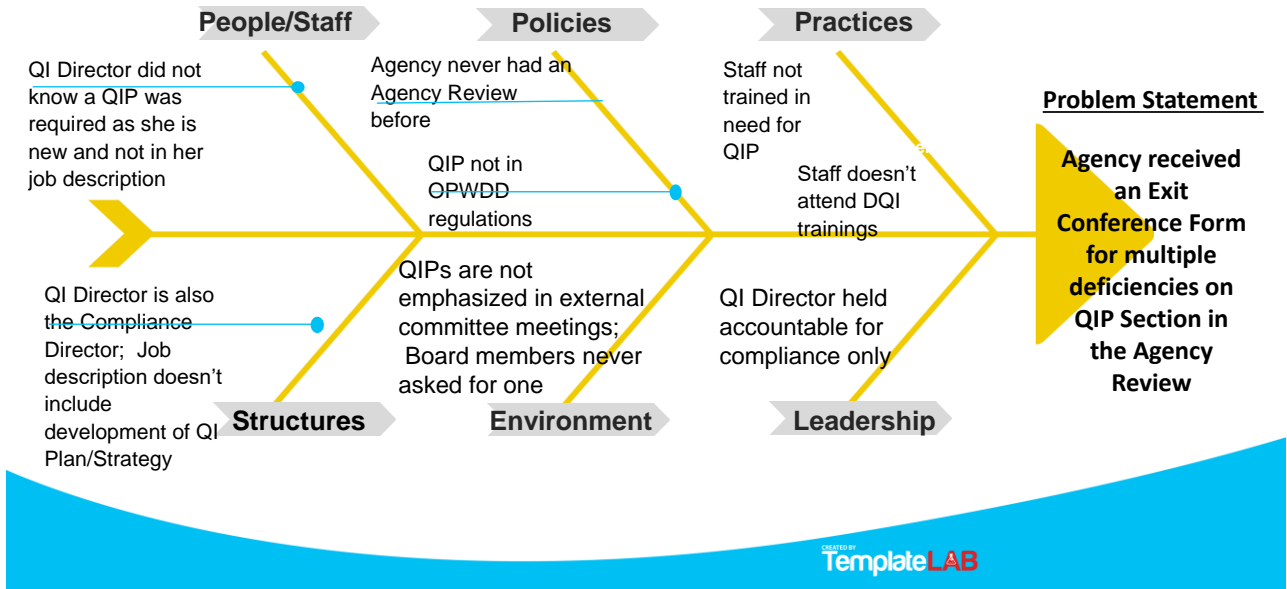 People/Staff
Policies
Practices
QI Director did not
know a QIP was
required as she is
new and not in her
job description
Agency never had an
Agency Review
before
QIP not in
OPWDD
regulations
Staff not
trained in
need for
QIP
Staff doesn't
attend DQI
trainings
Problem Statement
Agency received
an Exit
Conference Form
for multiple
deficiencies on
QIP Section in
the Agency
Review
QI Director is also
the Compliance
Director; Job
description doesn't
include
development of QI
Plan/Strategy
QIPs are not
emphasized in external
committee meetings;
Board members never
asked for one
QI Director held
accountable for
compliance only
Structures
Environment
Leadership
CREATED BY
TemplateLAB